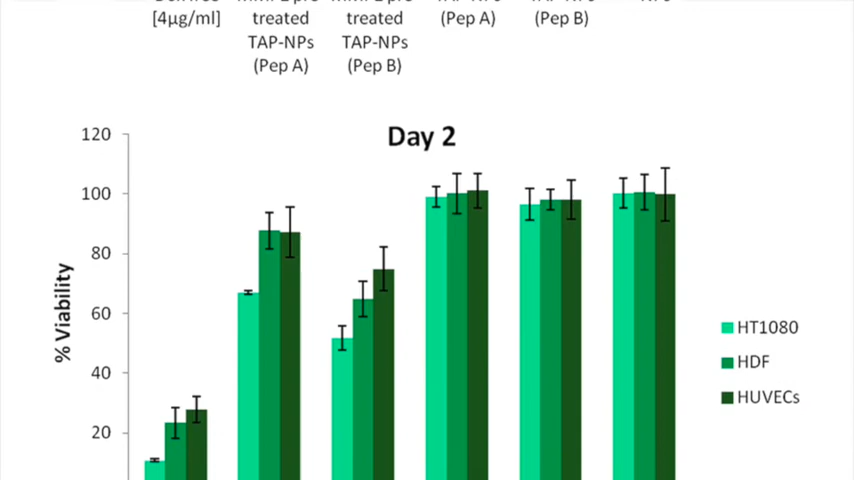 [4µg/ml]
treated
TAP-NPs
(Pep A)
treated
TAP-NPs
(Pep B)
(Pep A)
(Pep B)
Day 2
120
100
80
60
40
20
% Viability
HT1080
HDF
HUVECs